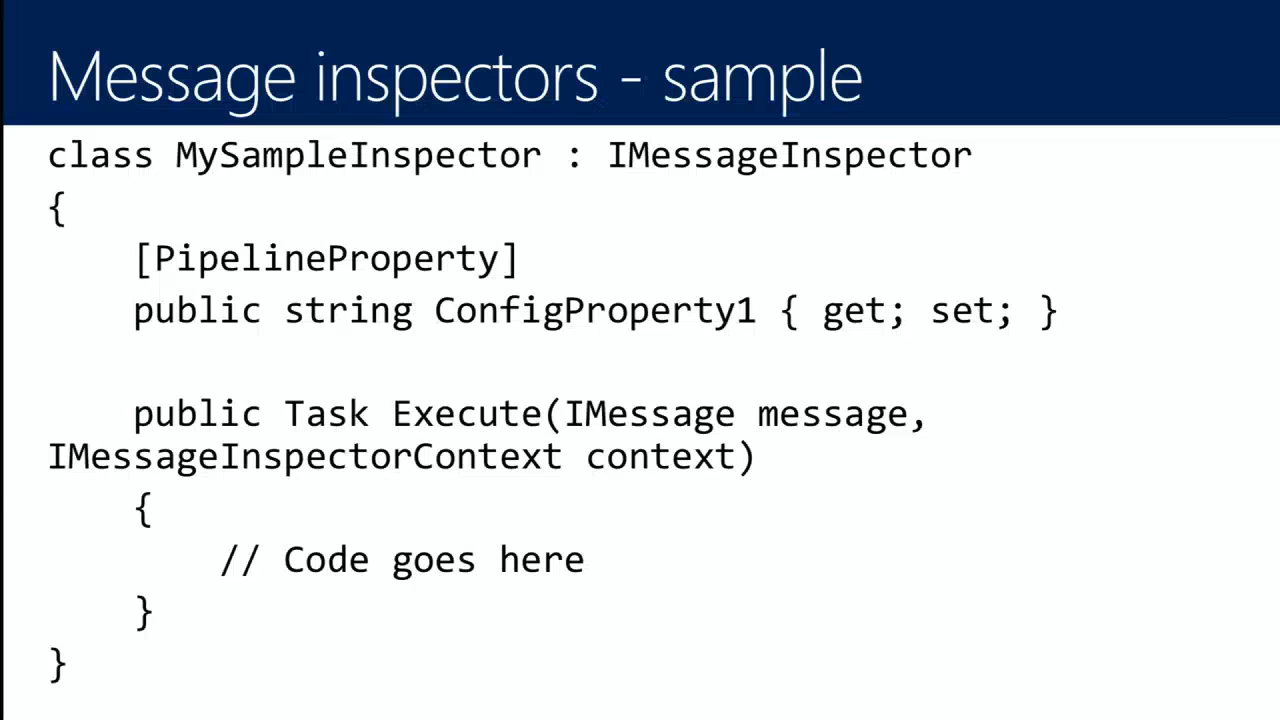 Message inspectors - sample
class MySampleInspector : IMessageInspector
{
    [PipelineProperty]
    public string ConfigProperty1 { get; set; }

    public Task Execute(IMessage message,
IMessageInspectorContext context)
    {
        // Code goes here
    }
}